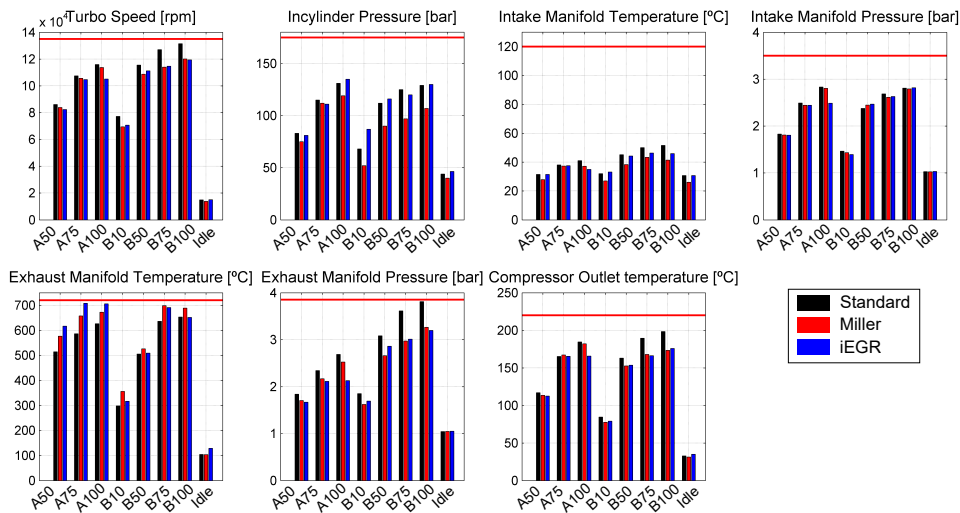 Turbo Speed [rpm]
Incylinder Pressure [bar]
Intake Manifold Temperature [ºC]
Intake Manifold Pressure [bar]
x 10⁴
14
12
10
8
6
4
2
0
A50
A75
A100
B10
B50
B75
B100
Idle
150
100
50
0
A50
A75
A100
B10
B50
B75
B100
Idle
120
100
80
60
40
20
0
A50
A75
A100
B10
B50
B75
B100
Idle
4
3
2
1
0
A50
A75
A100
B10
B50
B75
B100
Idle
Exhaust Manifold Temperature [ºC]
Exhaust Manifold Pressure [bar]
Compressor Outlet temperature [ºC]
700
600
500
400
300
200
100
0
A50
A75
A100
B10
B50
B75
B100
Idle
4
3
2
1
0
A50
A75
A100
B10
B50
B75
B100
Idle
250
200
150
100
50
0
A50
A75
A100
B10
B50
B75
B100
Idle
Standard
Miller
iEGR